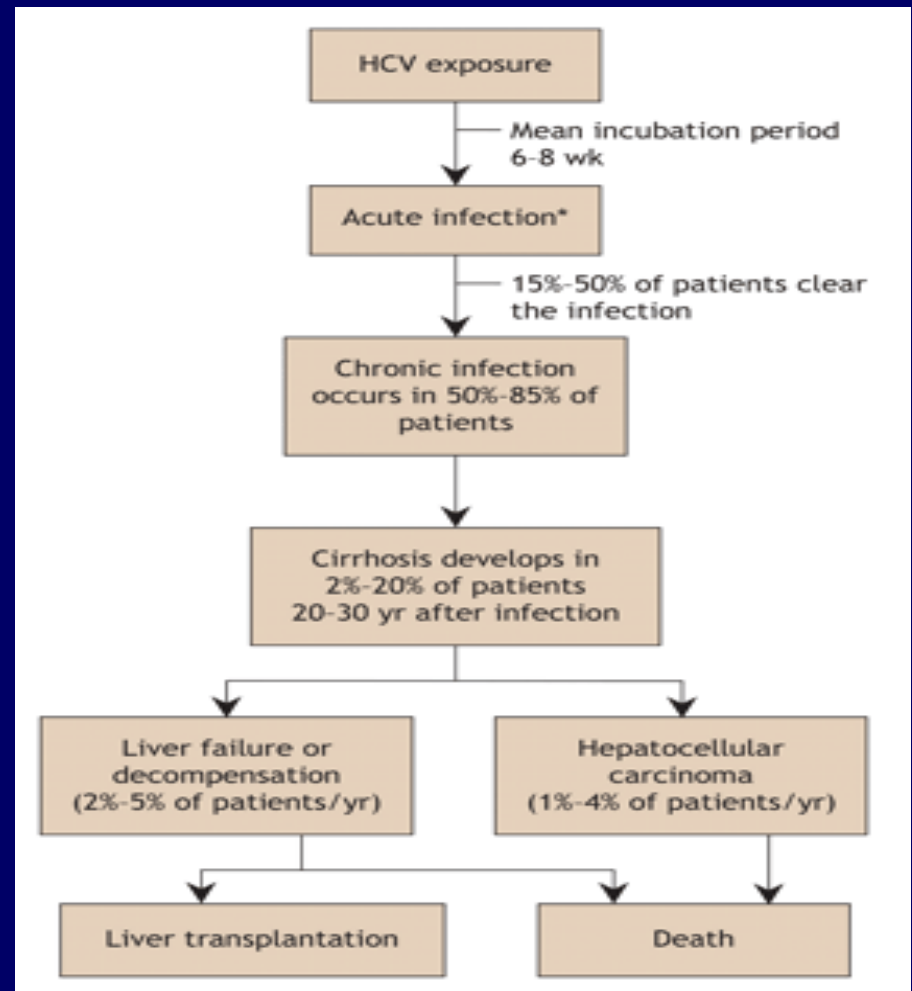 HCV exposure
Mean incubation period
6-8 wk
Acute infection*
15%-50% of patients clear
the infection
Chronic infection
occurs in 50%-85% of
patients
Cirrhosis develops in
2%-20% of patients
20-30 yr after infection
Liver failure or
decompensation
(2%-5% of patients/yr)
Hepatocellular
carcinoma
(1%-4% of patients/yr)
Liver transplantation
Death